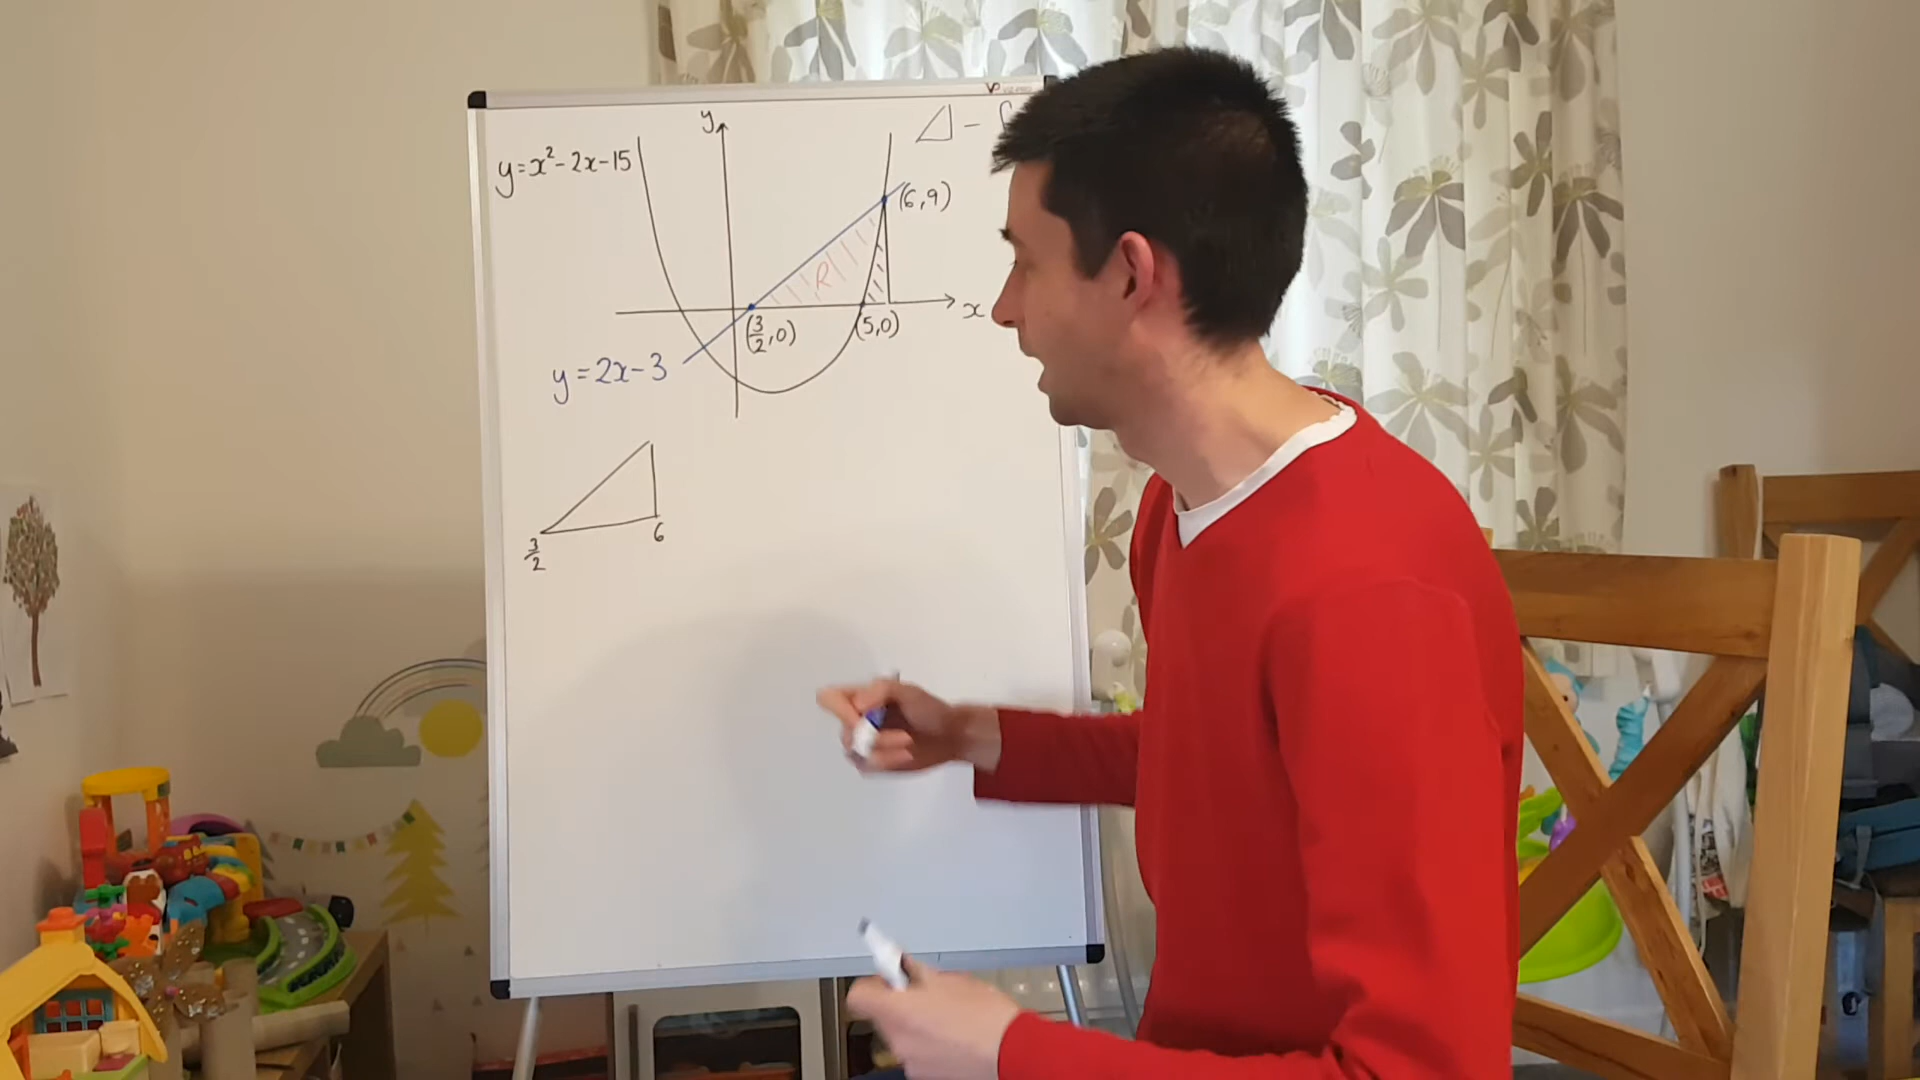 y
y=x²-2x-15
(6,9)
R
x
(3/2,0)
(5,0)
y=2x-3
3/2
6